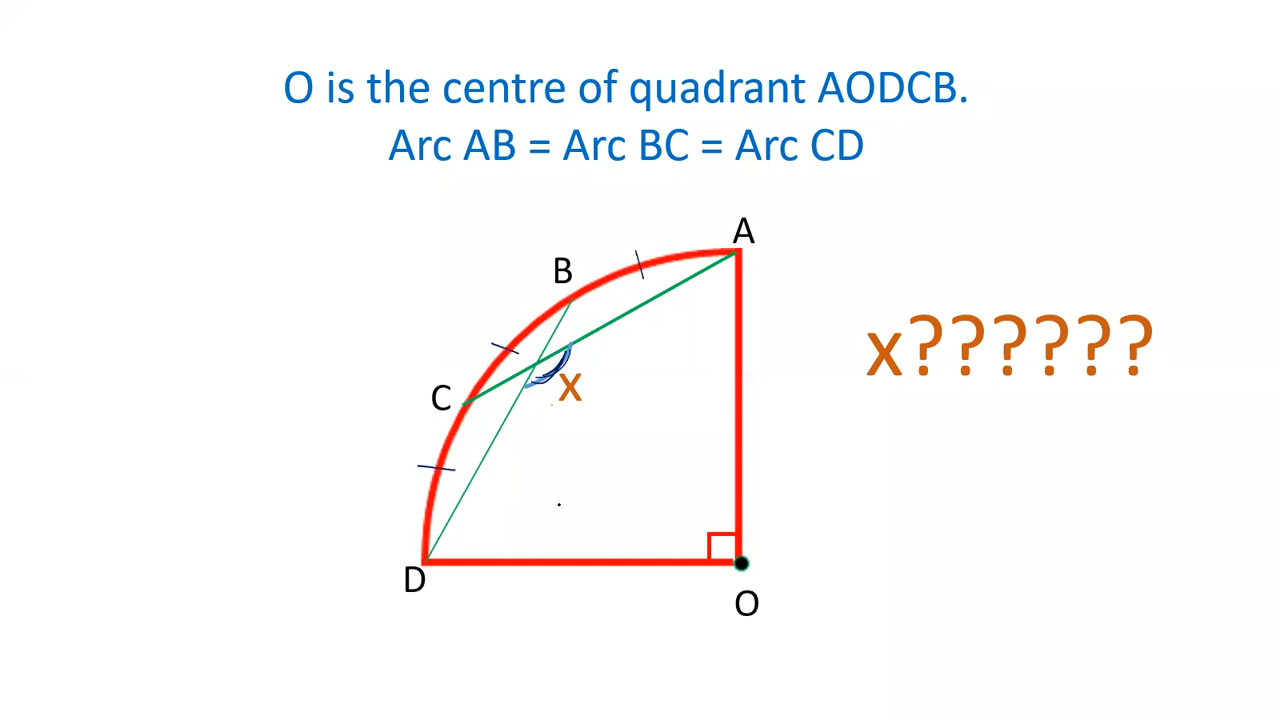 O is the centre of quadrant AODCB.
Arc AB = Arc BC = Arc CD
A
B
x??????
C
x
D
O